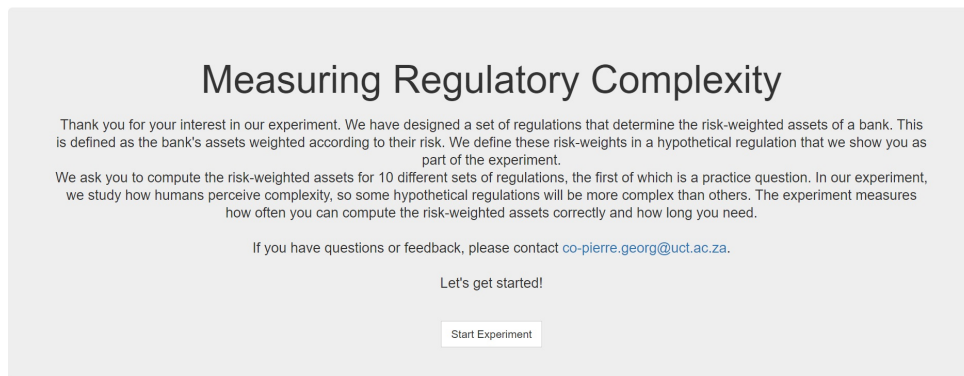 Measuring Regulatory Complexity
Thank you for your interest in our experiment. We have designed a set of regulations that determine the risk-weighted assets of a bank. This
is defined as the bank's assets weighted according to their risk. We define these risk-weights in a hypothetical regulation that we show you as
part of the experiment.
We ask you to compute the risk-weighted assets for 10 different sets of regulations, the first of which is a practice question. In our experiment,
we study how humans perceive complexity, so some hypothetical regulations will be more complex than others. The experiment measures
how often you can compute the risk-weighted assets correctly and how long you need.
If you have questions or feedback, please contact co-pierre.georg@uct.ac.za.
Let's get started!
Start Experiment